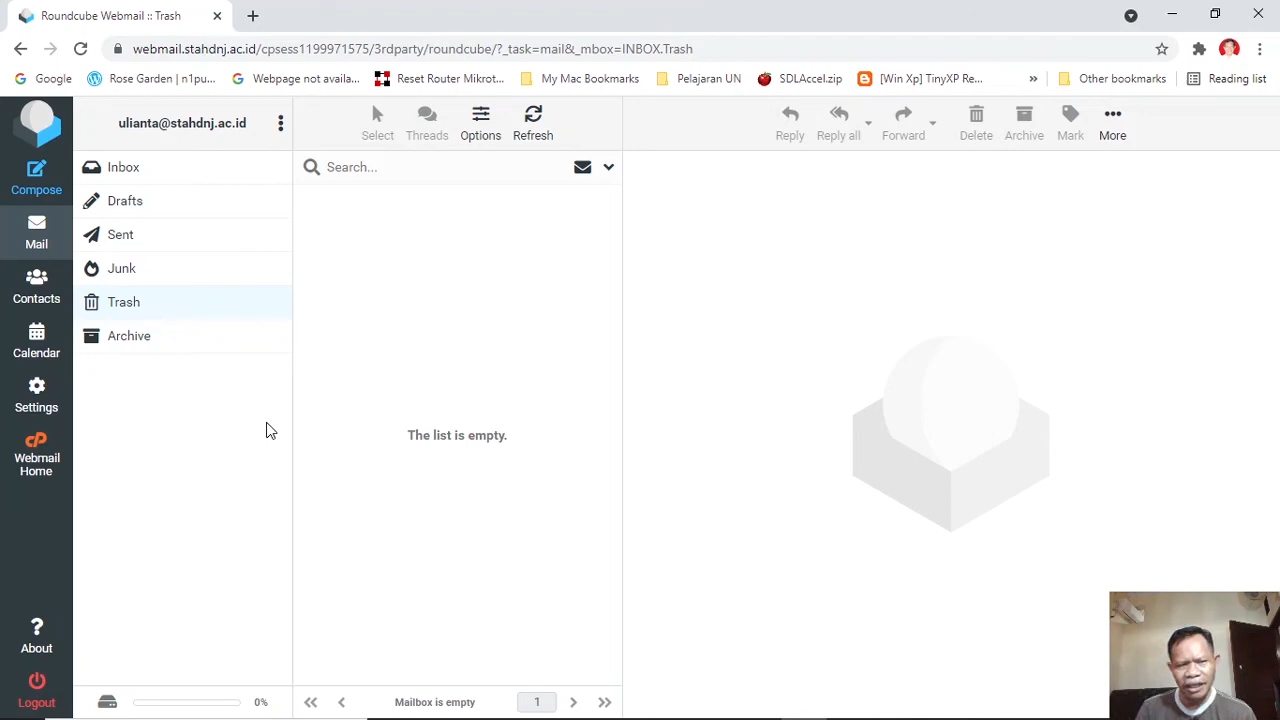 Roundcube Webmail :: Trash
webmail.stahdnj.ac.id/cpsess1199971575/3rdparty/roundcube/?_task=mail&_mbox=INBOX.Trash
Google Rose Garden | n1pu... Webpage not availa... Reset Router Mikrot... My Mac Bookmarks Pelajaran UN SDLAccel.zip [Win Xp] TinyXP Re... » Other bookmarks Reading list
ulianta@stahdnj.ac.id
Select Threads Options Refresh
Reply Reply all Forward Delete Archive Mark More
Compose
Mail
Contacts
Calendar
Settings
cP
Webmail
Home
About
Logout
Inbox
Drafts
Sent
Junk
Trash
Archive
0%
Search...
The list is empty.
Mailbox is empty 1